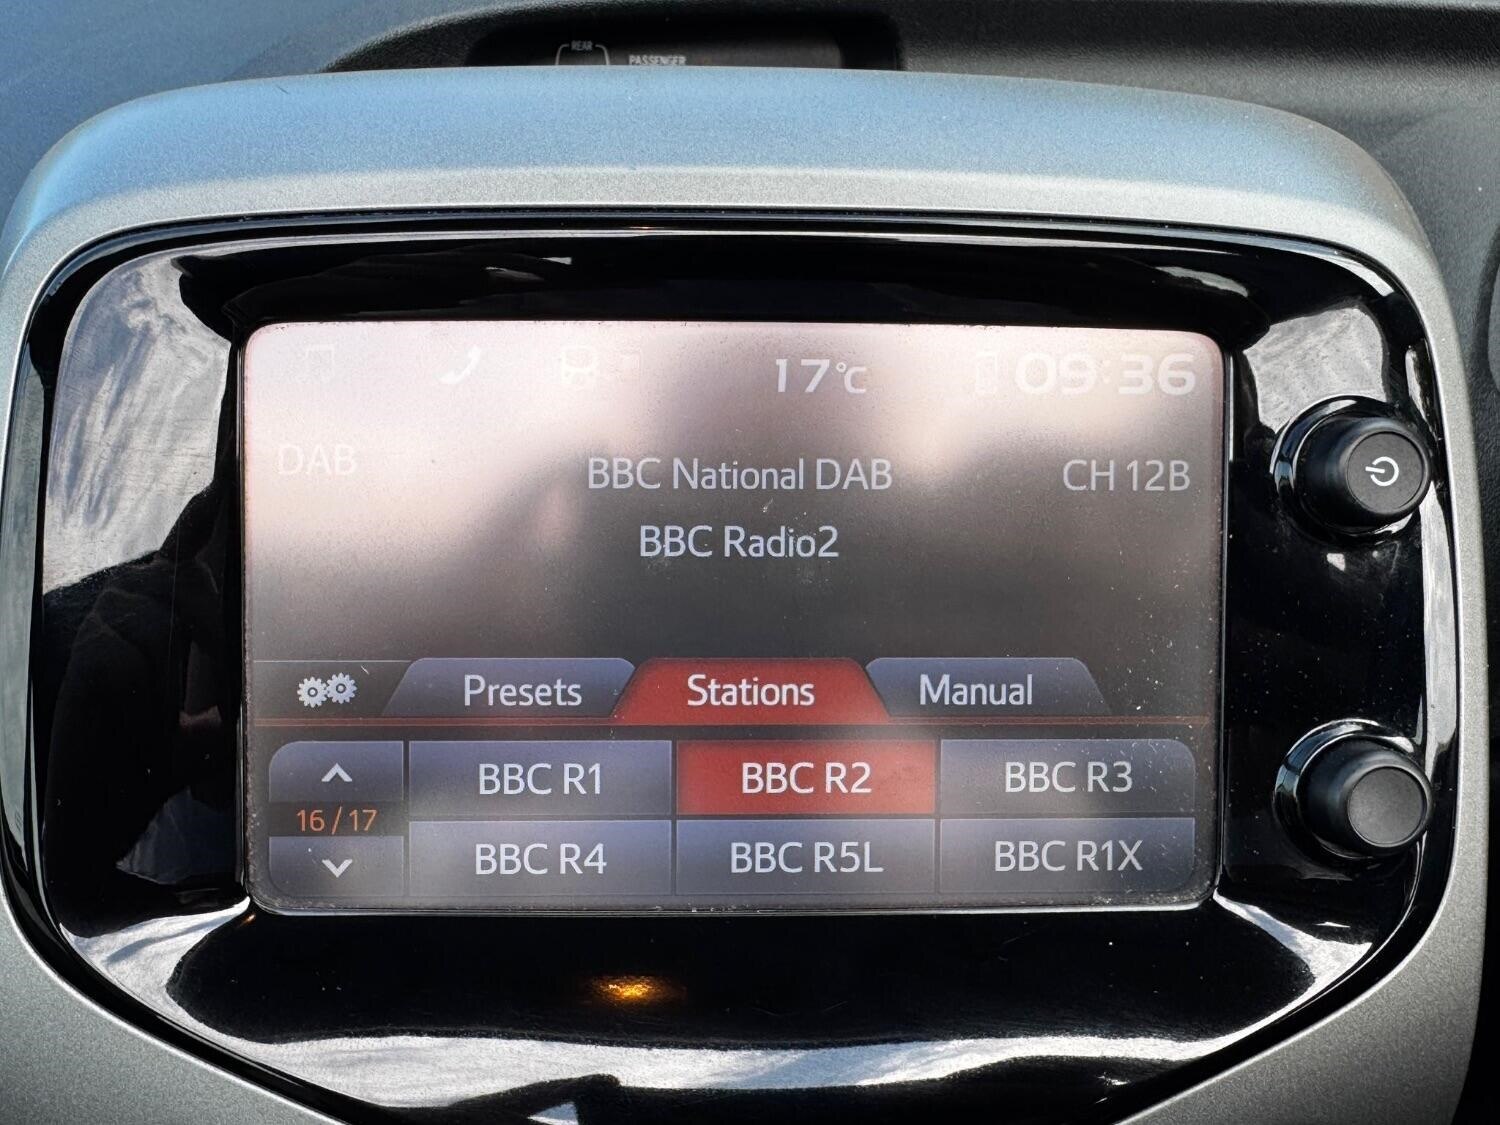 REAR
PASSENGER
17°C 09:36
DAB BBC National DAB CH 12B
BBC Radio2
Presets Stations Manual
BBC R1 BBC R2 BBC R3
16 / 17
BBC R4 BBC R5L BBC R1X